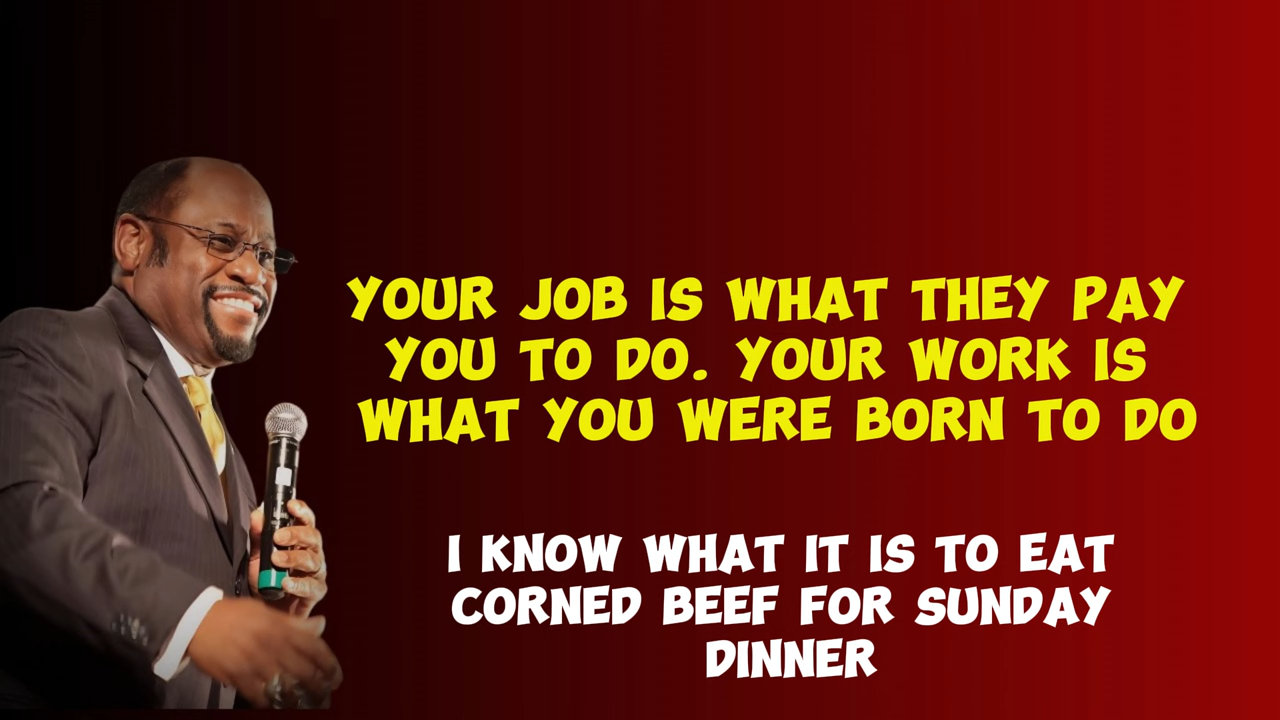 YOUR JOB IS WHAT THEY PAY
YOU TO DO. YOUR WORK IS
WHAT YOU WERE BORN TO DO
I KNOW WHAT IT IS TO EAT
CORNED BEEF FOR SUNDAY
DINNER